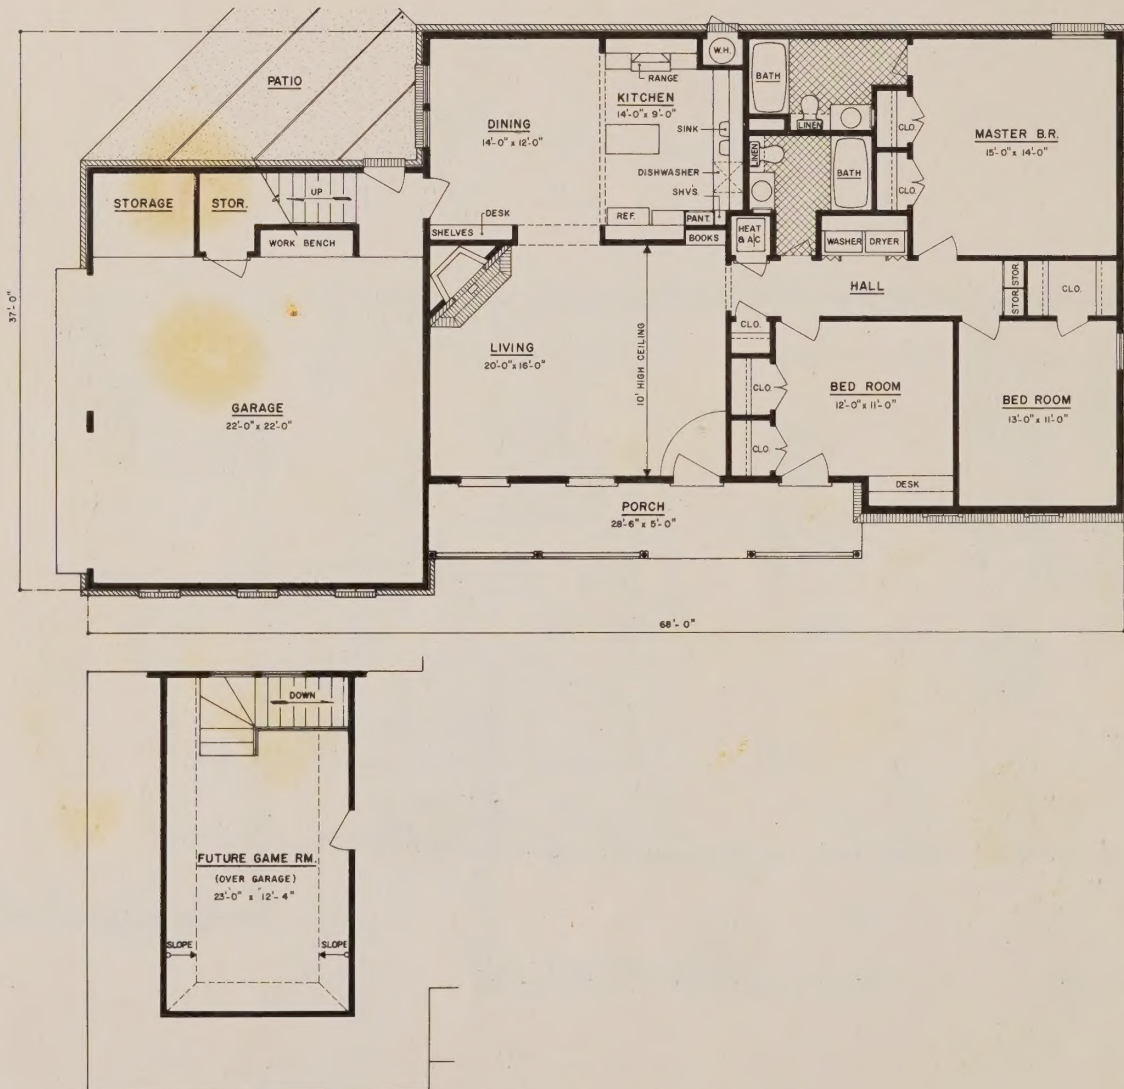 PATIO
W.H.
RANGE
KITCHEN
14'-0" x 9'-0"
BATH
LINEN
CLO.
MASTER B.R.
15'-0" x 14'-0"
DINING
14'-0" x 12'-0"
SINK
DISHWASHER
SHV'S
LINEN
BATH
CLO.
STORAGE
STOR.
UP
WORK BENCH
DESK
SHELVES
REF.
PANT.
BOOKS
HEAT
& A/C
WASHER
DRYER
HALL
STOR.
STOR.
CLO.
37'-0"
LIVING
20'-0" x 16'-0"
10' HIGH CEILING
CLO.
CLO.
CLO.
BED ROOM
12'-0" x 11'-0"
BED ROOM
13'-0" x 11'-0"
GARAGE
22'-0" x 22'-0"
DESK
PORCH
28'-6" x 5'-0"
68'-0"
DOWN
FUTURE GAME RM.
(OVER GARAGE)
23'-0" x 12'-4"
SLOPE
SLOPE